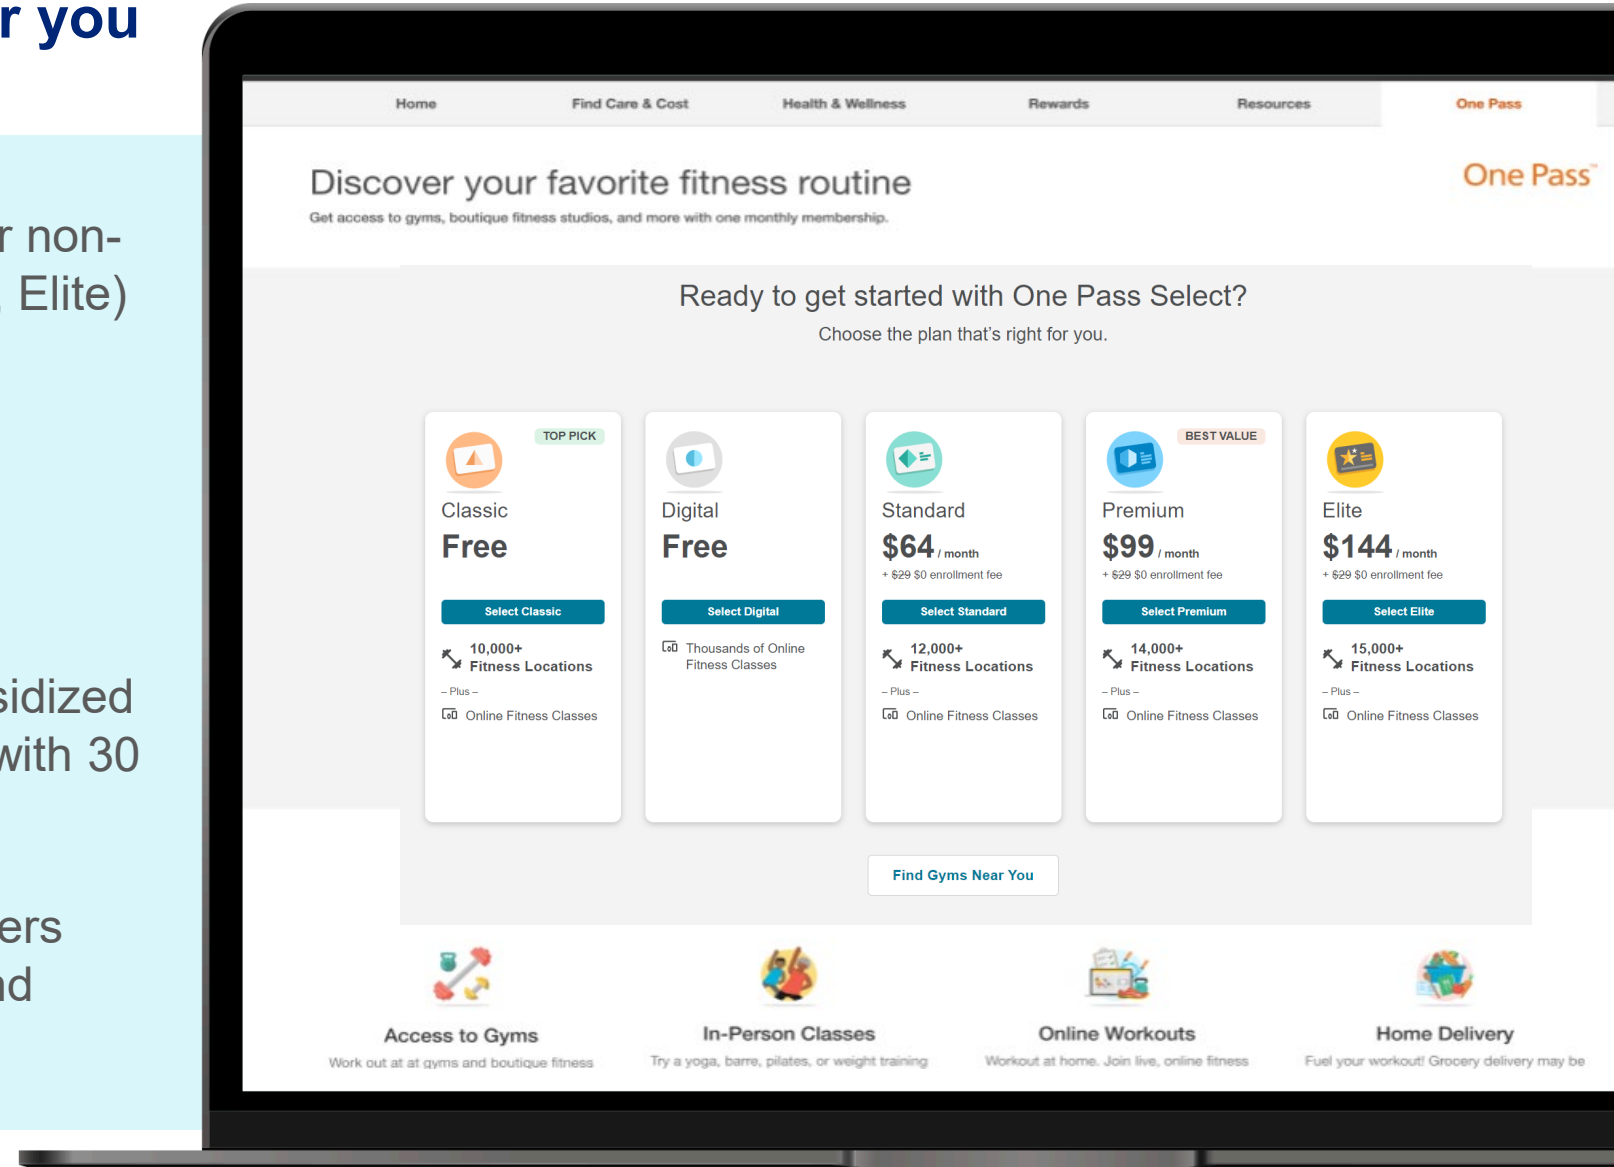 r you
r non-
, Elite)
sidized
with 30
ers
nd
Home Find Care & Cost Health & Wellness Rewards Resources One Pass
Discover your favorite fitness routine
One Pass™
Get access to gyms, boutique fitness studios, and more with one monthly membership.
Ready to get started with One Pass Select?
Choose the plan that's right for you.
TOP PICK
Classic
Free
Select Classic
10,000+
Fitness Locations
– Plus –
Online Fitness Classes
Digital
Free
Select Digital
Thousands of Online
Fitness Classes
Standard
$64 / month
+ $29 $0 enrollment fee
Select Standard
12,000+
Fitness Locations
– Plus –
Online Fitness Classes
BEST VALUE
Premium
$99 / month
+ $29 $0 enrollment fee
Select Premium
14,000+
Fitness Locations
– Plus –
Online Fitness Classes
Elite
$144 / month
+ $29 $0 enrollment fee
Select Elite
15,000+
Fitness Locations
– Plus –
Online Fitness Classes
Find Gyms Near You
Access to Gyms
Work out at at gyms and boutique fitness
In-Person Classes
Try a yoga, barre, pilates, or weight training
Online Workouts
Workout at home. Join live, online fitness
Home Delivery
Fuel your workout! Grocery delivery may be